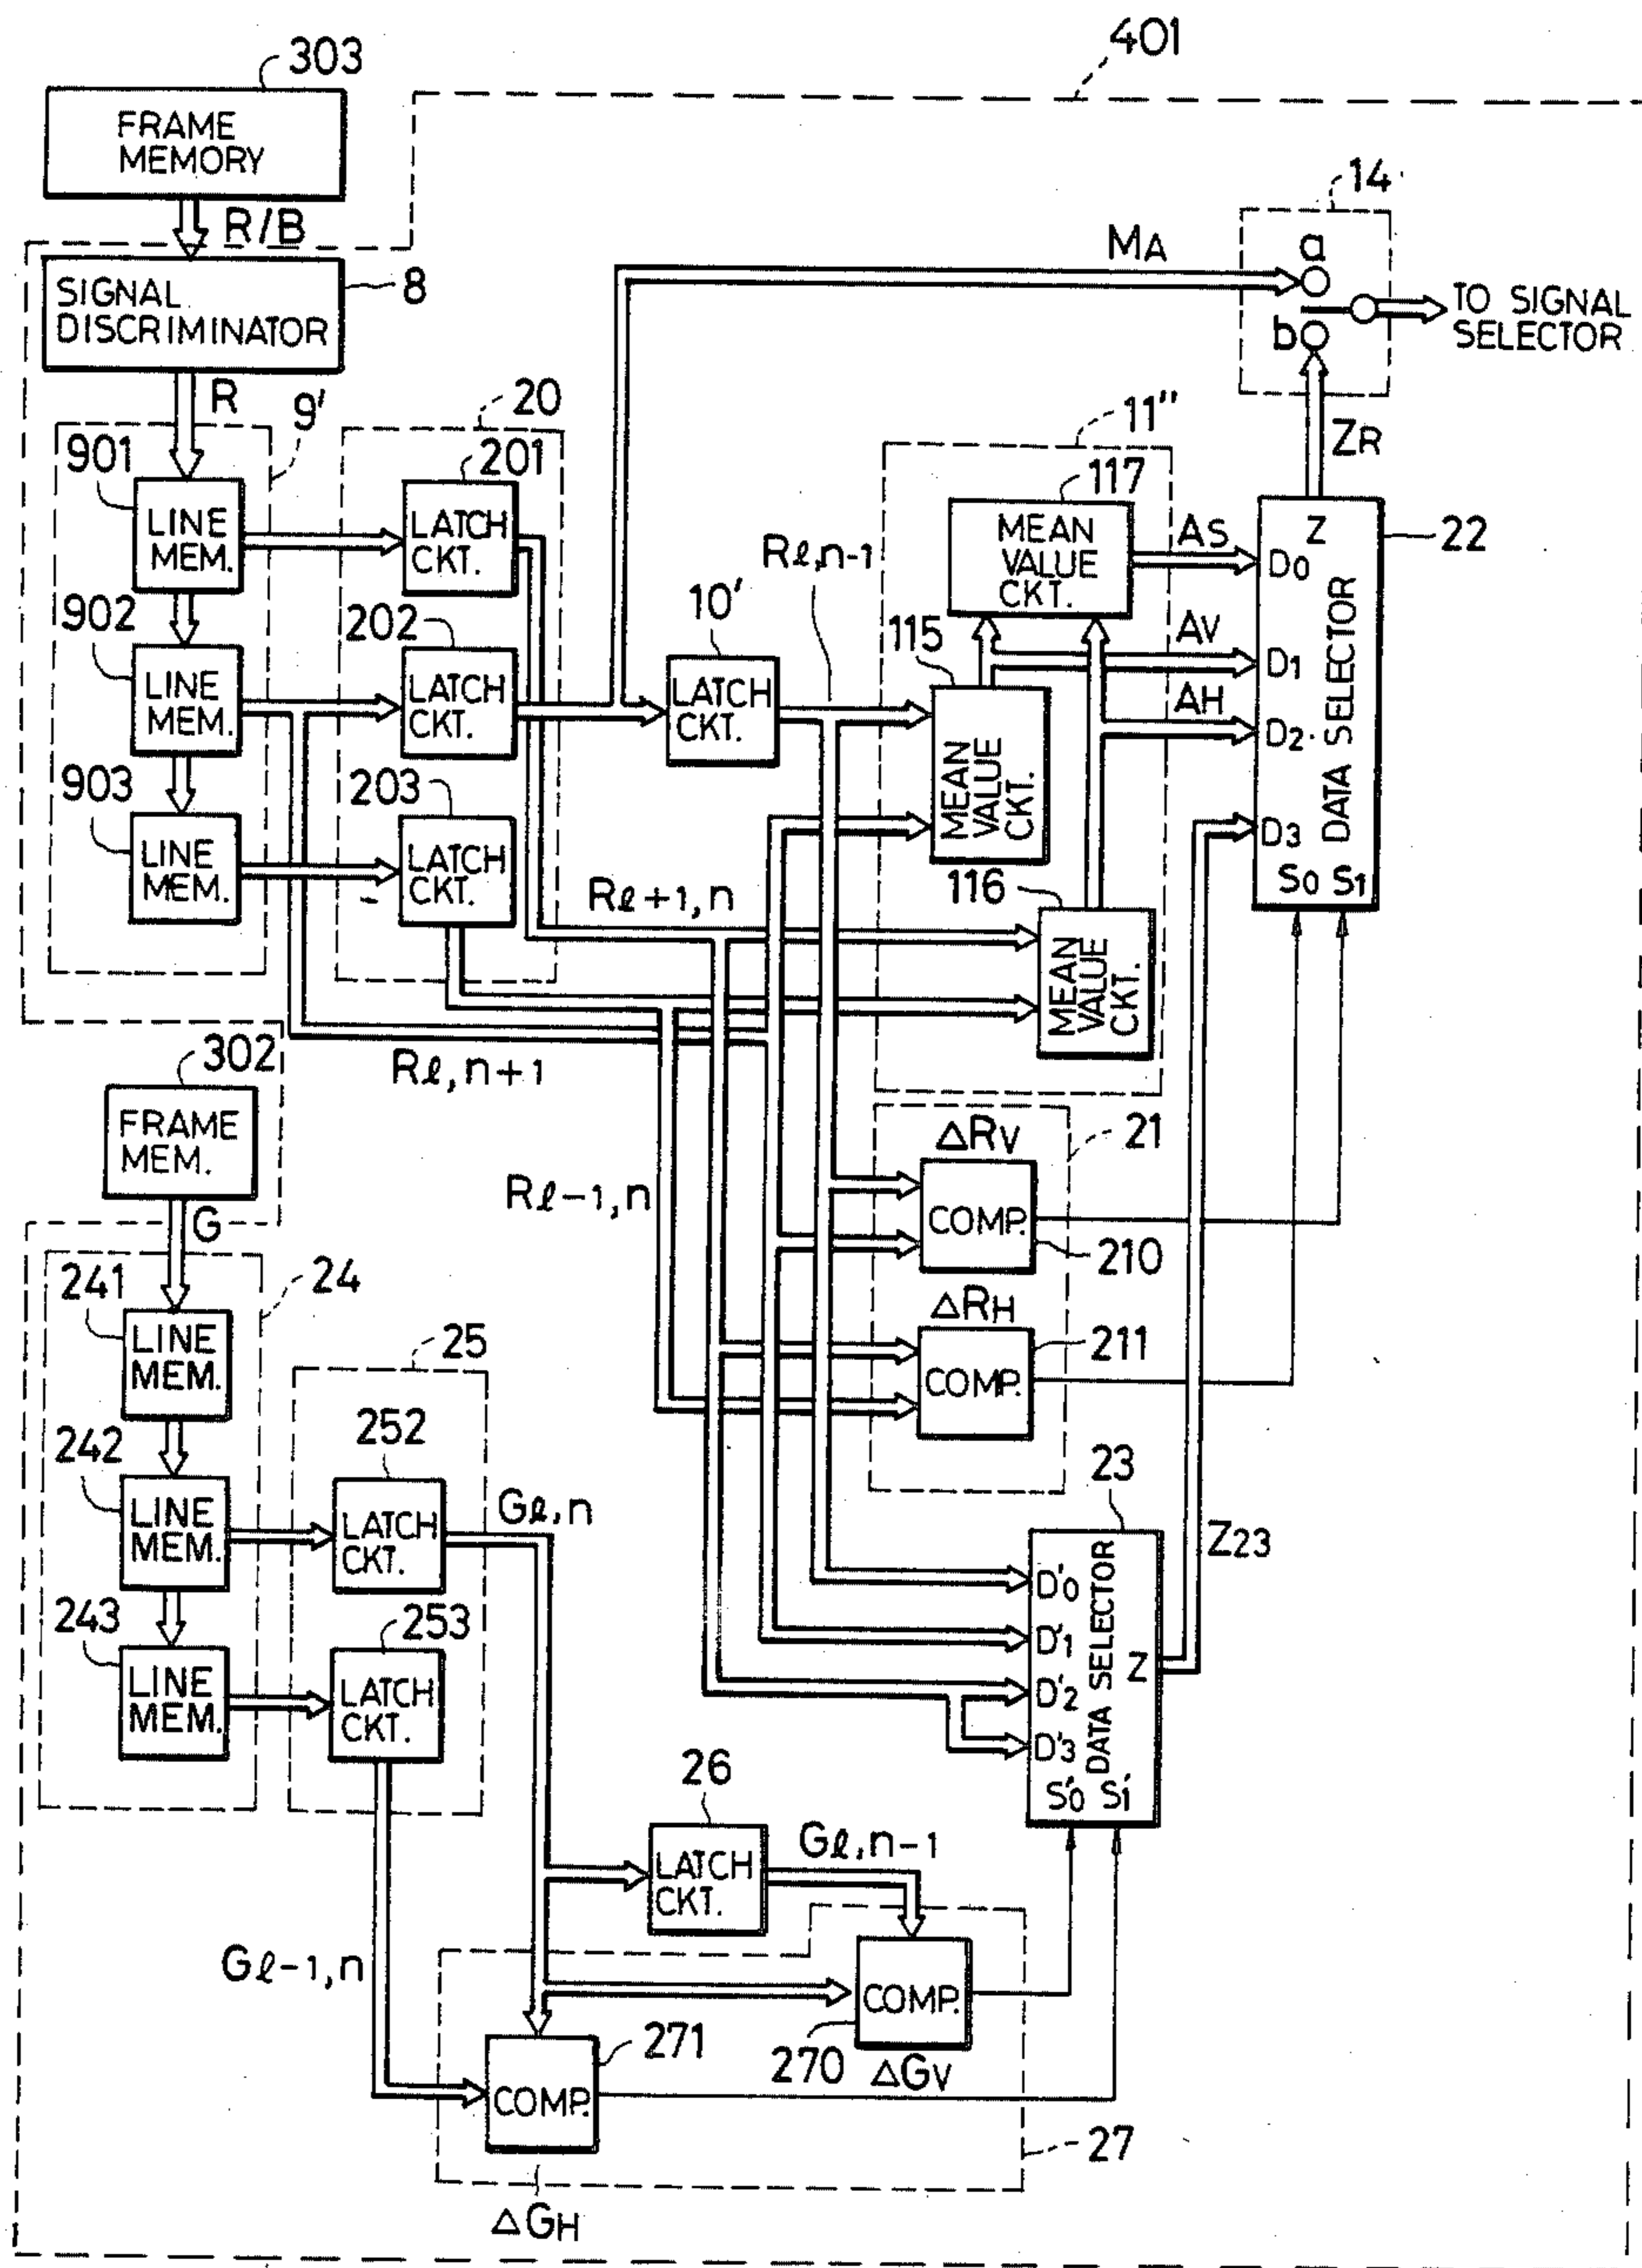 401
303
FRAME
MEMORY
R/B
14
MA
a
b
TO SIGNAL
SELECTOR
SIGNAL
DISCRIMINATOR
8
R
9'
20
11"
ZR
901
LINE
MEM.
201
LATCH
CKT.
117
MEAN
VALUE
CKT.
AS
Z
D0
22
Rℓ,n-1
902
LINE
MEM.
202
LATCH
CKT.
10'
LATCH
CKT.
115
MEAN
VALUE
CKT.
AV
D1
AH
D2
DATA SELECTOR
903
LINE
MEM.
203
LATCH
CKT.
D3
S0 S1
116
MEAN
VALUE
CKT.
Rℓ+1,n
Rℓ,n+1
302
FRAME
MEM.
G
Rℓ-1,n
ΔRV
21
COMP.
210
ΔRH
COMP.
211
241
LINE
MEM.
24
25
242
LINE
MEM.
252
LATCH
CKT.
Gℓ,n
23
Z23
D'0
D'1
D'2
D'3
DATA SELECTOR
Z
S'0 S'1
243
LINE
MEM.
253
LATCH
CKT.
26
LATCH
CKT.
Gℓ,n-1
Gℓ-1,n
COMP.
270
ΔGV
271
COMP.
27
ΔGH